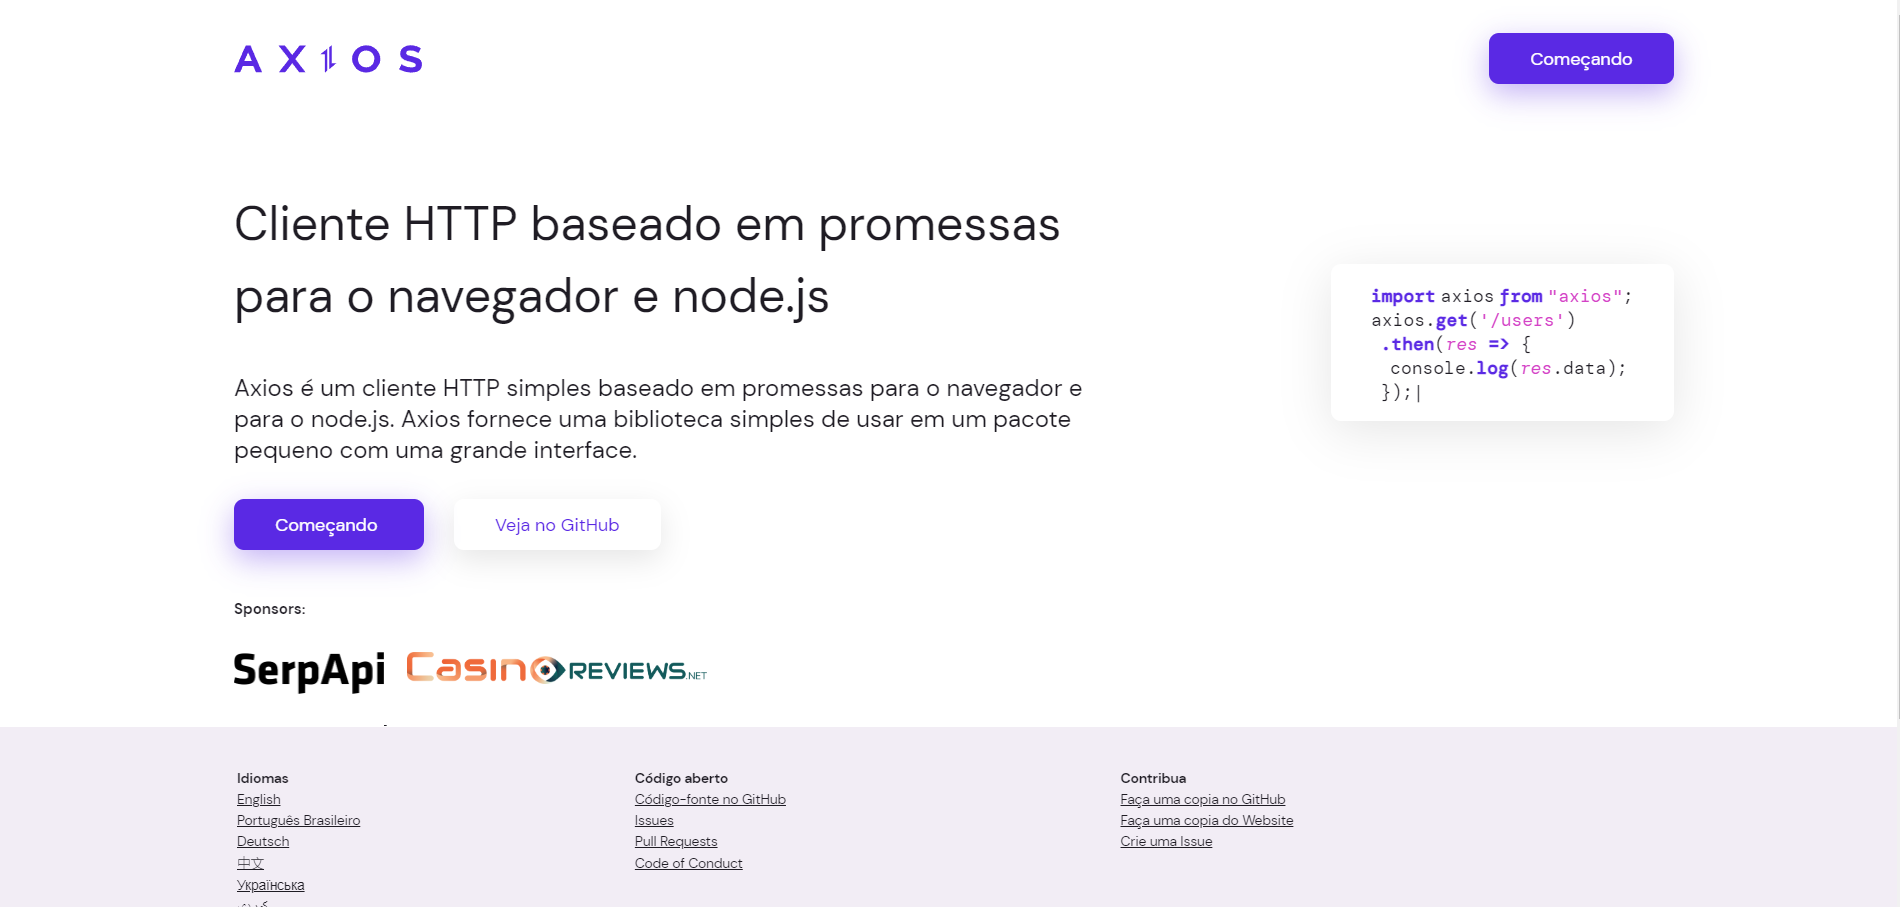 AXIOS
Começando
Cliente HTTP baseado em promessas
para o navegador e node.js
Axios é um cliente HTTP simples baseado em promessas para o navegador e
para o node.js. Axios fornece uma biblioteca simples de usar em um pacote
pequeno com uma grande interface.
Começando
Veja no GitHub
import axios from "axios";
axios.get('/users')
.then(res => {
console.log(res.data);
});|
Sponsors:
SerpApi
Casino REVIEWS.NET
Idiomas
English
Português Brasileiro
Deutsch
中文
Українська
Código aberto
Código-fonte no GitHub
Issues
Pull Requests
Code of Conduct
Contribua
Faça uma copia no GitHub
Faça uma copia do Website
Crie uma Issue